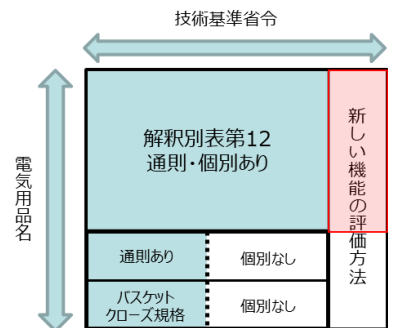 技術基準省令
電気用品名
解釈別表第12
通則・個別あり
新しい機能の評価方法
通則あり
個別なし
バスケット
クローズ規格
個別なし